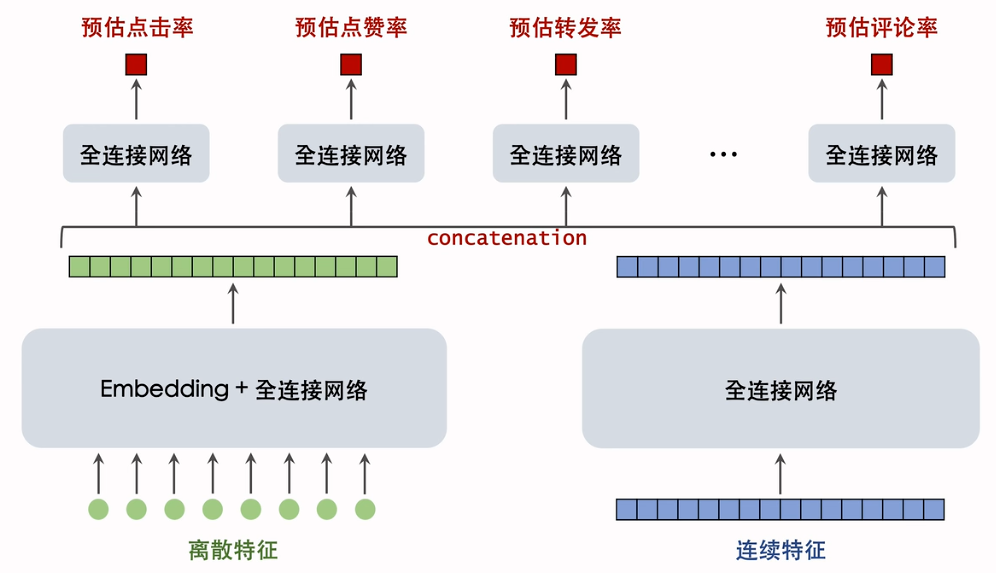 预估点击率
预估点赞率
预估转发率
预估评论率
全连接网络
全连接网络
全连接网络
...
全连接网络
concatenation
Embedding + 全连接网络
全连接网络
离散特征
连续特征